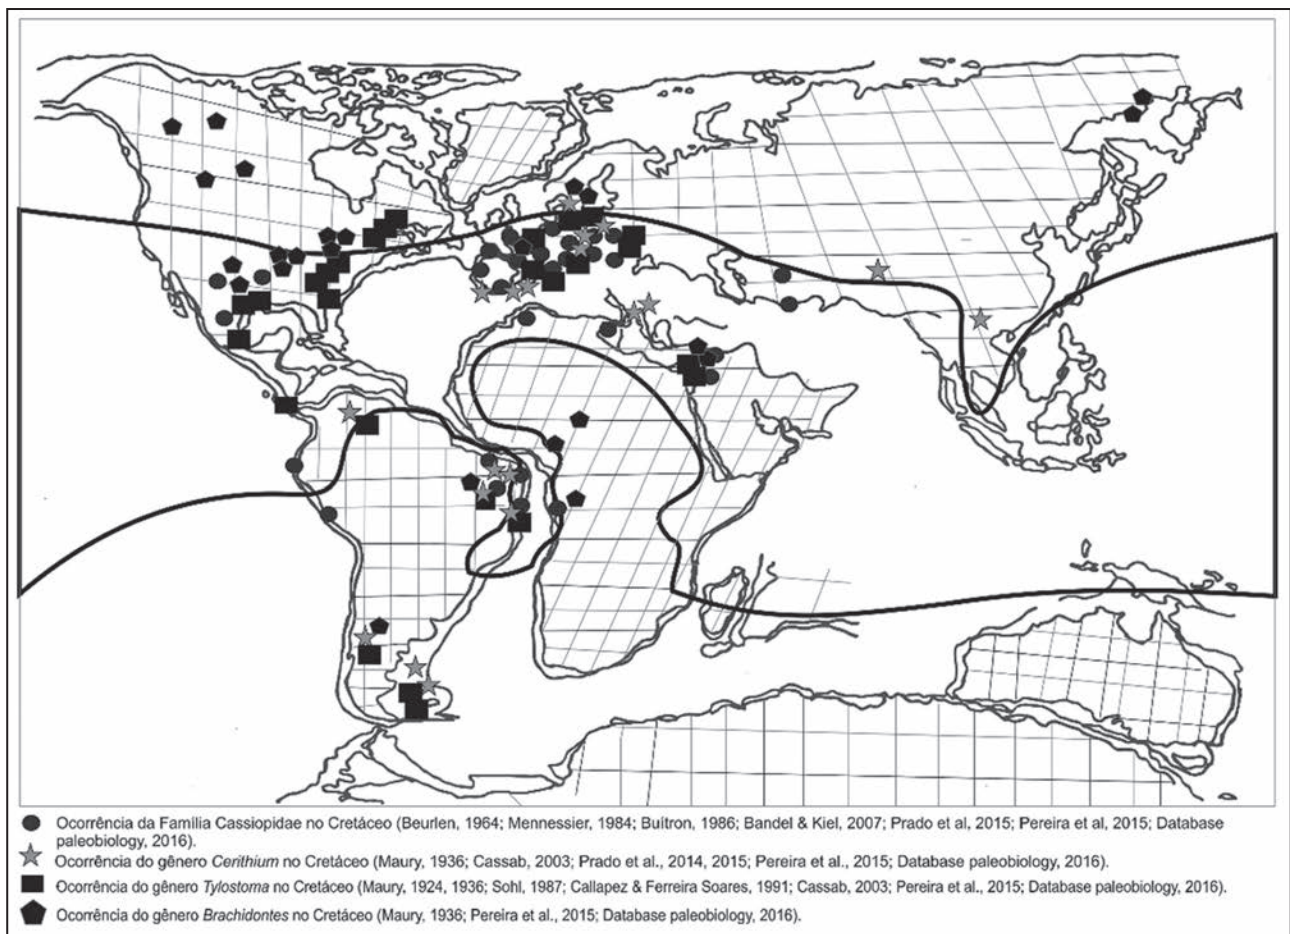 Ocorrência da Família Cassiopidae no Cretáceo (Beurlen, 1964; Mennessier, 1984; Buítron, 1986; Bandel & Kiel, 2007; Prado et al, 2015; Pereira et al, 2015; Database
paleobiology, 2016).
Ocorrência do gênero Cerithium no Cretáceo (Maury, 1936; Cassab, 2003; Prado et al., 2014, 2015; Pereira et al., 2015; Database paleobiology, 2016).
Ocorrência do gênero Tylostoma no Cretáceo (Maury, 1924, 1936; Sohl, 1987; Callapez & Ferreira Soares, 1991; Cassab, 2003; Pereira et al., 2015; Database paleobiology, 2016).
Ocorrência do gênero Brachidontes no Cretáceo (Maury, 1936; Pereira et al., 2015; Database paleobiology, 2016).